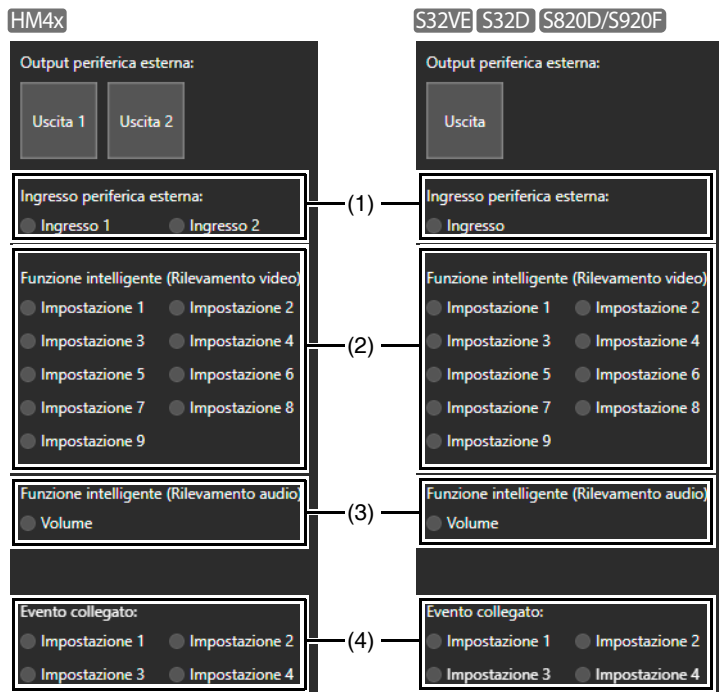 HM4x
Output periferica esterna:
Uscita 1 Uscita 2
Ingresso periferica esterna:
Ingresso 1 Ingresso 2
Funzione intelligente (Rilevamento video)
Impostazione 1 Impostazione 2
Impostazione 3 Impostazione 4
Impostazione 5 Impostazione 6
Impostazione 7 Impostazione 8
Impostazione 9
Funzione intelligente (Rilevamento audio)
Volume
Evento collegato:
Impostazione 1 Impostazione 2
Impostazione 3 Impostazione 4
(1)
(2)
(3)
(4)
S32VE S32D S820D/S920F
Output periferica esterna:
Uscita
Ingresso periferica esterna:
Ingresso
Funzione intelligente (Rilevamento video)
Impostazione 1 Impostazione 2
Impostazione 3 Impostazione 4
Impostazione 5 Impostazione 6
Impostazione 7 Impostazione 8
Impostazione 9
Funzione intelligente (Rilevamento audio)
Volume
Evento collegato:
Impostazione 1 Impostazione 2
Impostazione 3 Impostazione 4